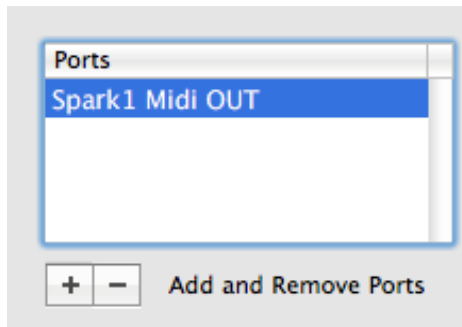 Ports
Spark1 Midi OUT
+ − Add and Remove Ports